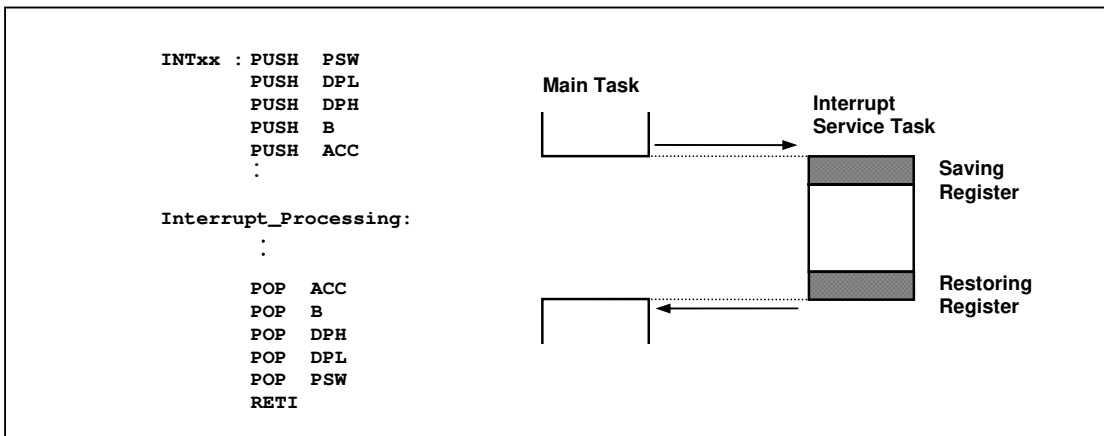 INTxx : PUSH PSW
PUSH DPL
PUSH DPH
PUSH B
PUSH ACC
:
Interrupt_Processing:
:
:
POP ACC
POP B
POP DPH
POP DPL
POP PSW
RETI
Main Task
Interrupt
Service Task
Saving
Register
Restoring
Register